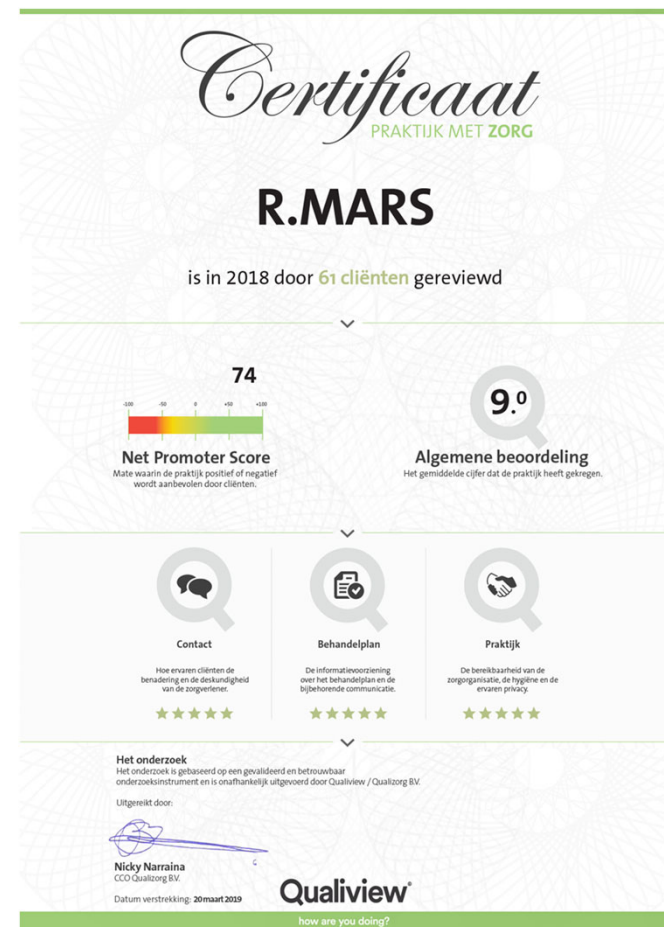 Certificaat
PRAKTIJK MET ZORG
R.MARS
is in 2018 door 61 cliënten gereviewd
74
-100 -50 0 +50 +100
Net Promoter Score
Mate waarin de praktijk positief of negatief
wordt aanbevolen door cliënten.
9.0
Algemene beoordeling
Het gemiddelde cijfer dat de praktijk heeft gekregen.
Contact
Hoe ervaren cliënten de
benadering en de deskundigheid
van de zorgverlener.
Behandelplan
De informatievoorziening
over het behandelplan en de
bijbehorende communicatie.
Praktijk
De bereikbaarheid van de
zorgorganisatie, de hygiëne en de
ervaren privacy.
Het onderzoek
Het onderzoek is gebaseerd op een gevalideerd en betrouwbaar
onderzoeksinstrument en is onafhankelijk uitgevoerd door Qualiview / Qualizorg B.V.
Uitgereikt door:
Nicky Narraina
CCO Qualizorg B.V.
Datum verstrekking: 20 maart 2019
Qualiview®
how are you doing?